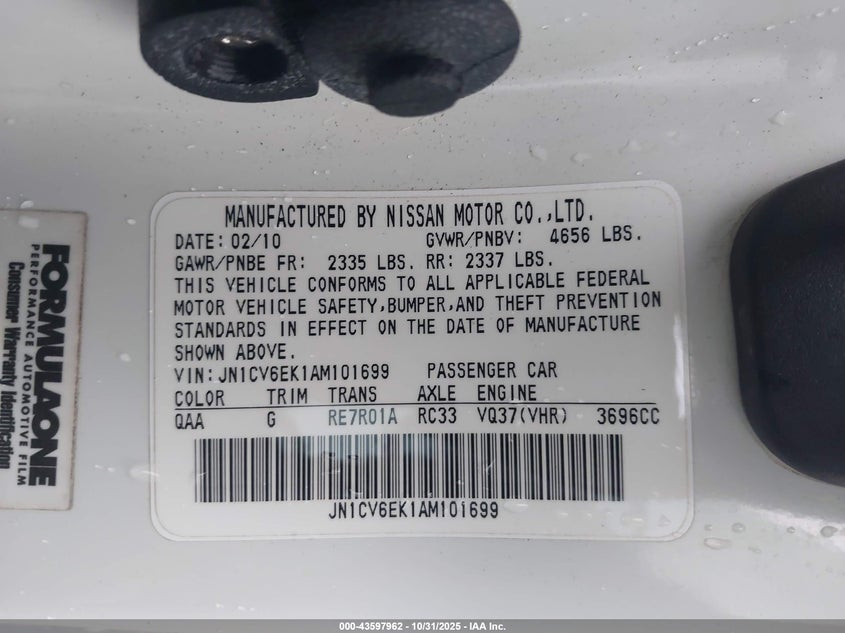 MANUFACTURED BY NISSAN MOTOR CO.,LTD.
DATE: 02/10 GVWR/PNBV: 4656 LBS.
GAWR/PNBE FR: 2335 LBS. RR: 2337 LBS.
THIS VEHICLE CONFORMS TO ALL APPLICABLE FEDERAL
MOTOR VEHICLE SAFETY,BUMPER,AND THEFT PREVENTION
STANDARDS IN EFFECT ON THE DATE OF MANUFACTURE
SHOWN ABOVE.
VIN: JN1CV6EK1AM101699 PASSENGER CAR
COLOR TRIM TRANS AXLE ENGINE
QAA G RE7R01A RC33 VQ37(VHR) 3696CC
JN1CV6EK1AM101699
FORMULAONE
PERFORMANCE AUTOMOTIVE FILM
Consumer Warranty Identification
000-43597962 - 10/31/2025 - IAA Inc.